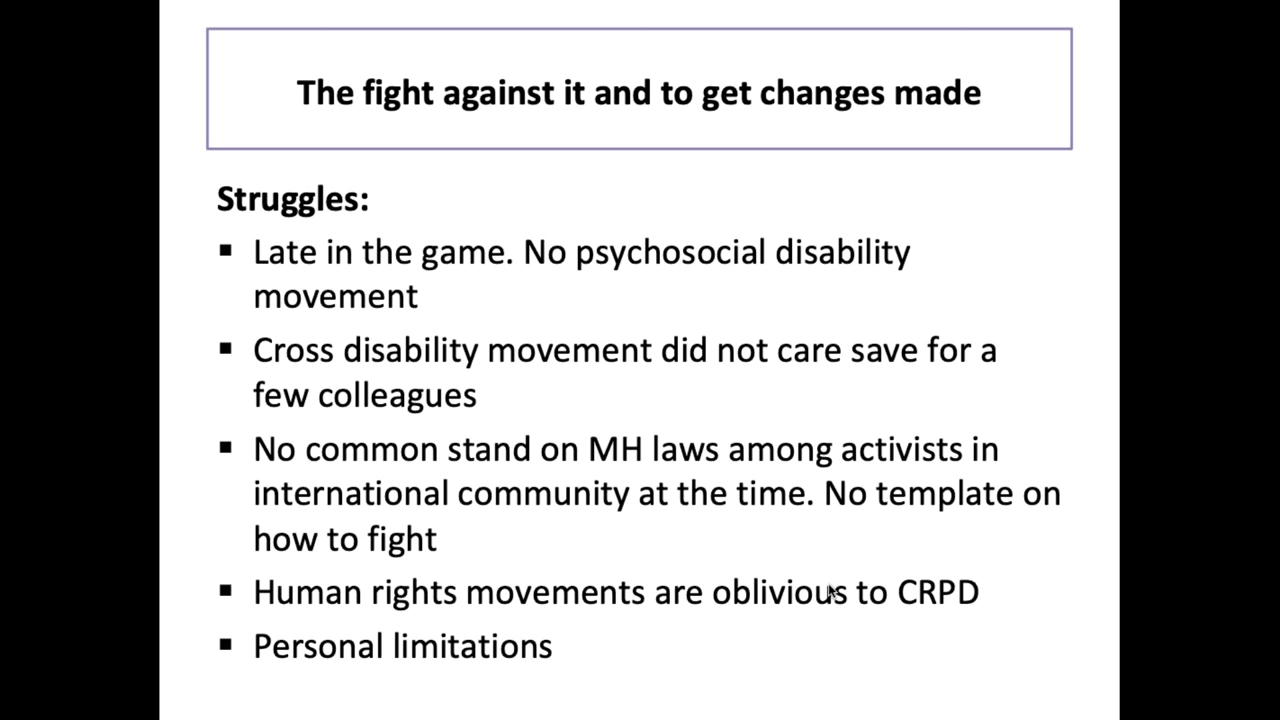 The fight against it and to get changes made
Struggles:
▪ Late in the game. No psychosocial disability
movement
▪ Cross disability movement did not care save for a
few colleagues
▪ No common stand on MH laws among activists in
international community at the time. No template on
how to fight
▪ Human rights movements are oblivious to CRPD
▪ Personal limitations